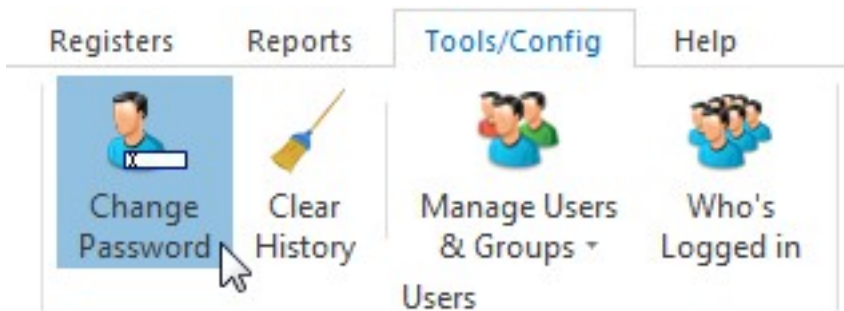 Registers Reports Tools/Config Help
Change Password
Clear History
Manage Users & Groups
Who's Logged in
Users